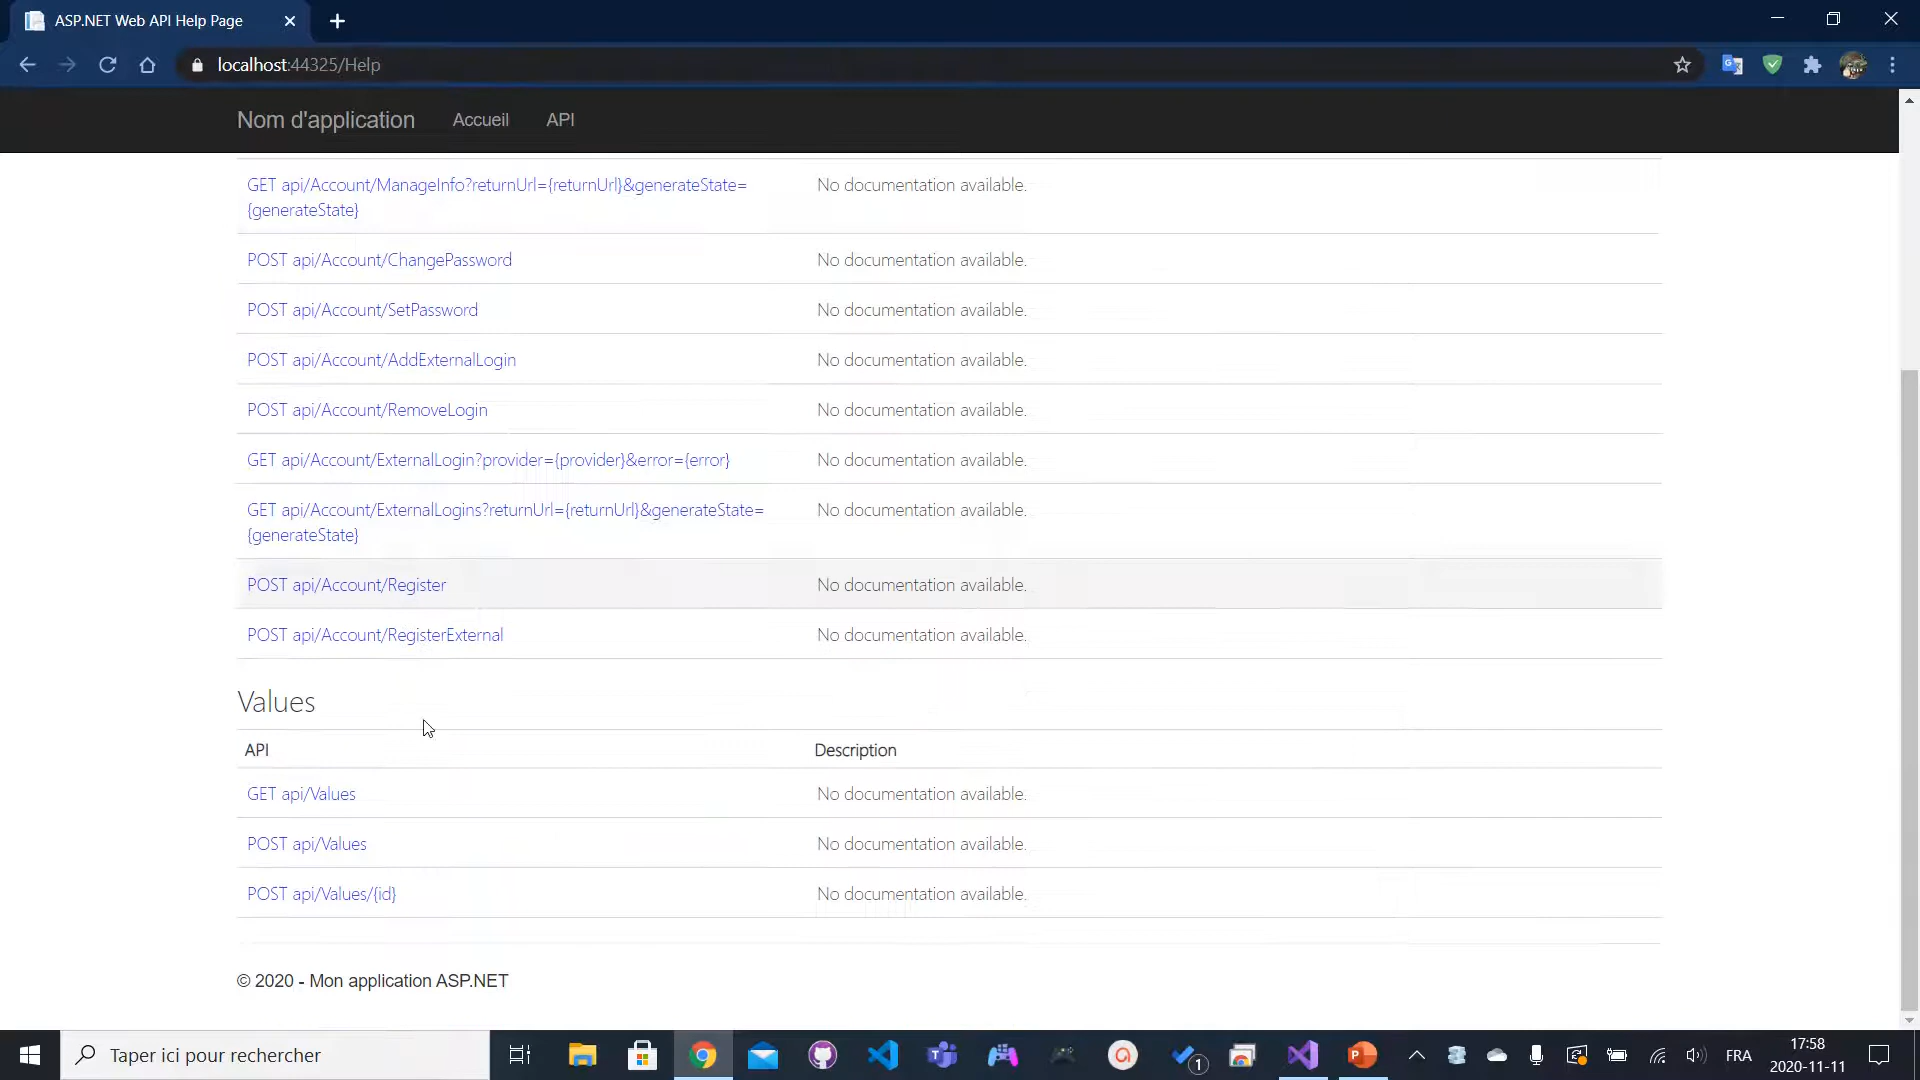 ASP.NET Web API Help Page
localhost:44325/Help
Nom d'application Accueil API
GET api/Account/ManageInfo?returnUrl={returnUrl}&generateState= No documentation available.
{generateState}
POST api/Account/ChangePassword No documentation available.
POST api/Account/SetPassword No documentation available.
POST api/Account/AddExternalLogin No documentation available.
POST api/Account/RemoveLogin No documentation available.
GET api/Account/ExternalLogin?provider={provider}&error={error} No documentation available.
GET api/Account/ExternalLogins?returnUrl={returnUrl}&generateState= No documentation available.
{generateState}
POST api/Account/Register No documentation available.
POST api/Account/RegisterExternal No documentation available.
Values
API Description
GET api/Values No documentation available.
POST api/Values No documentation available.
POST api/Values/{id} No documentation available.
© 2020 - Mon application ASP.NET
Taper ici pour rechercher
1
FRA
17:58
2020-11-11